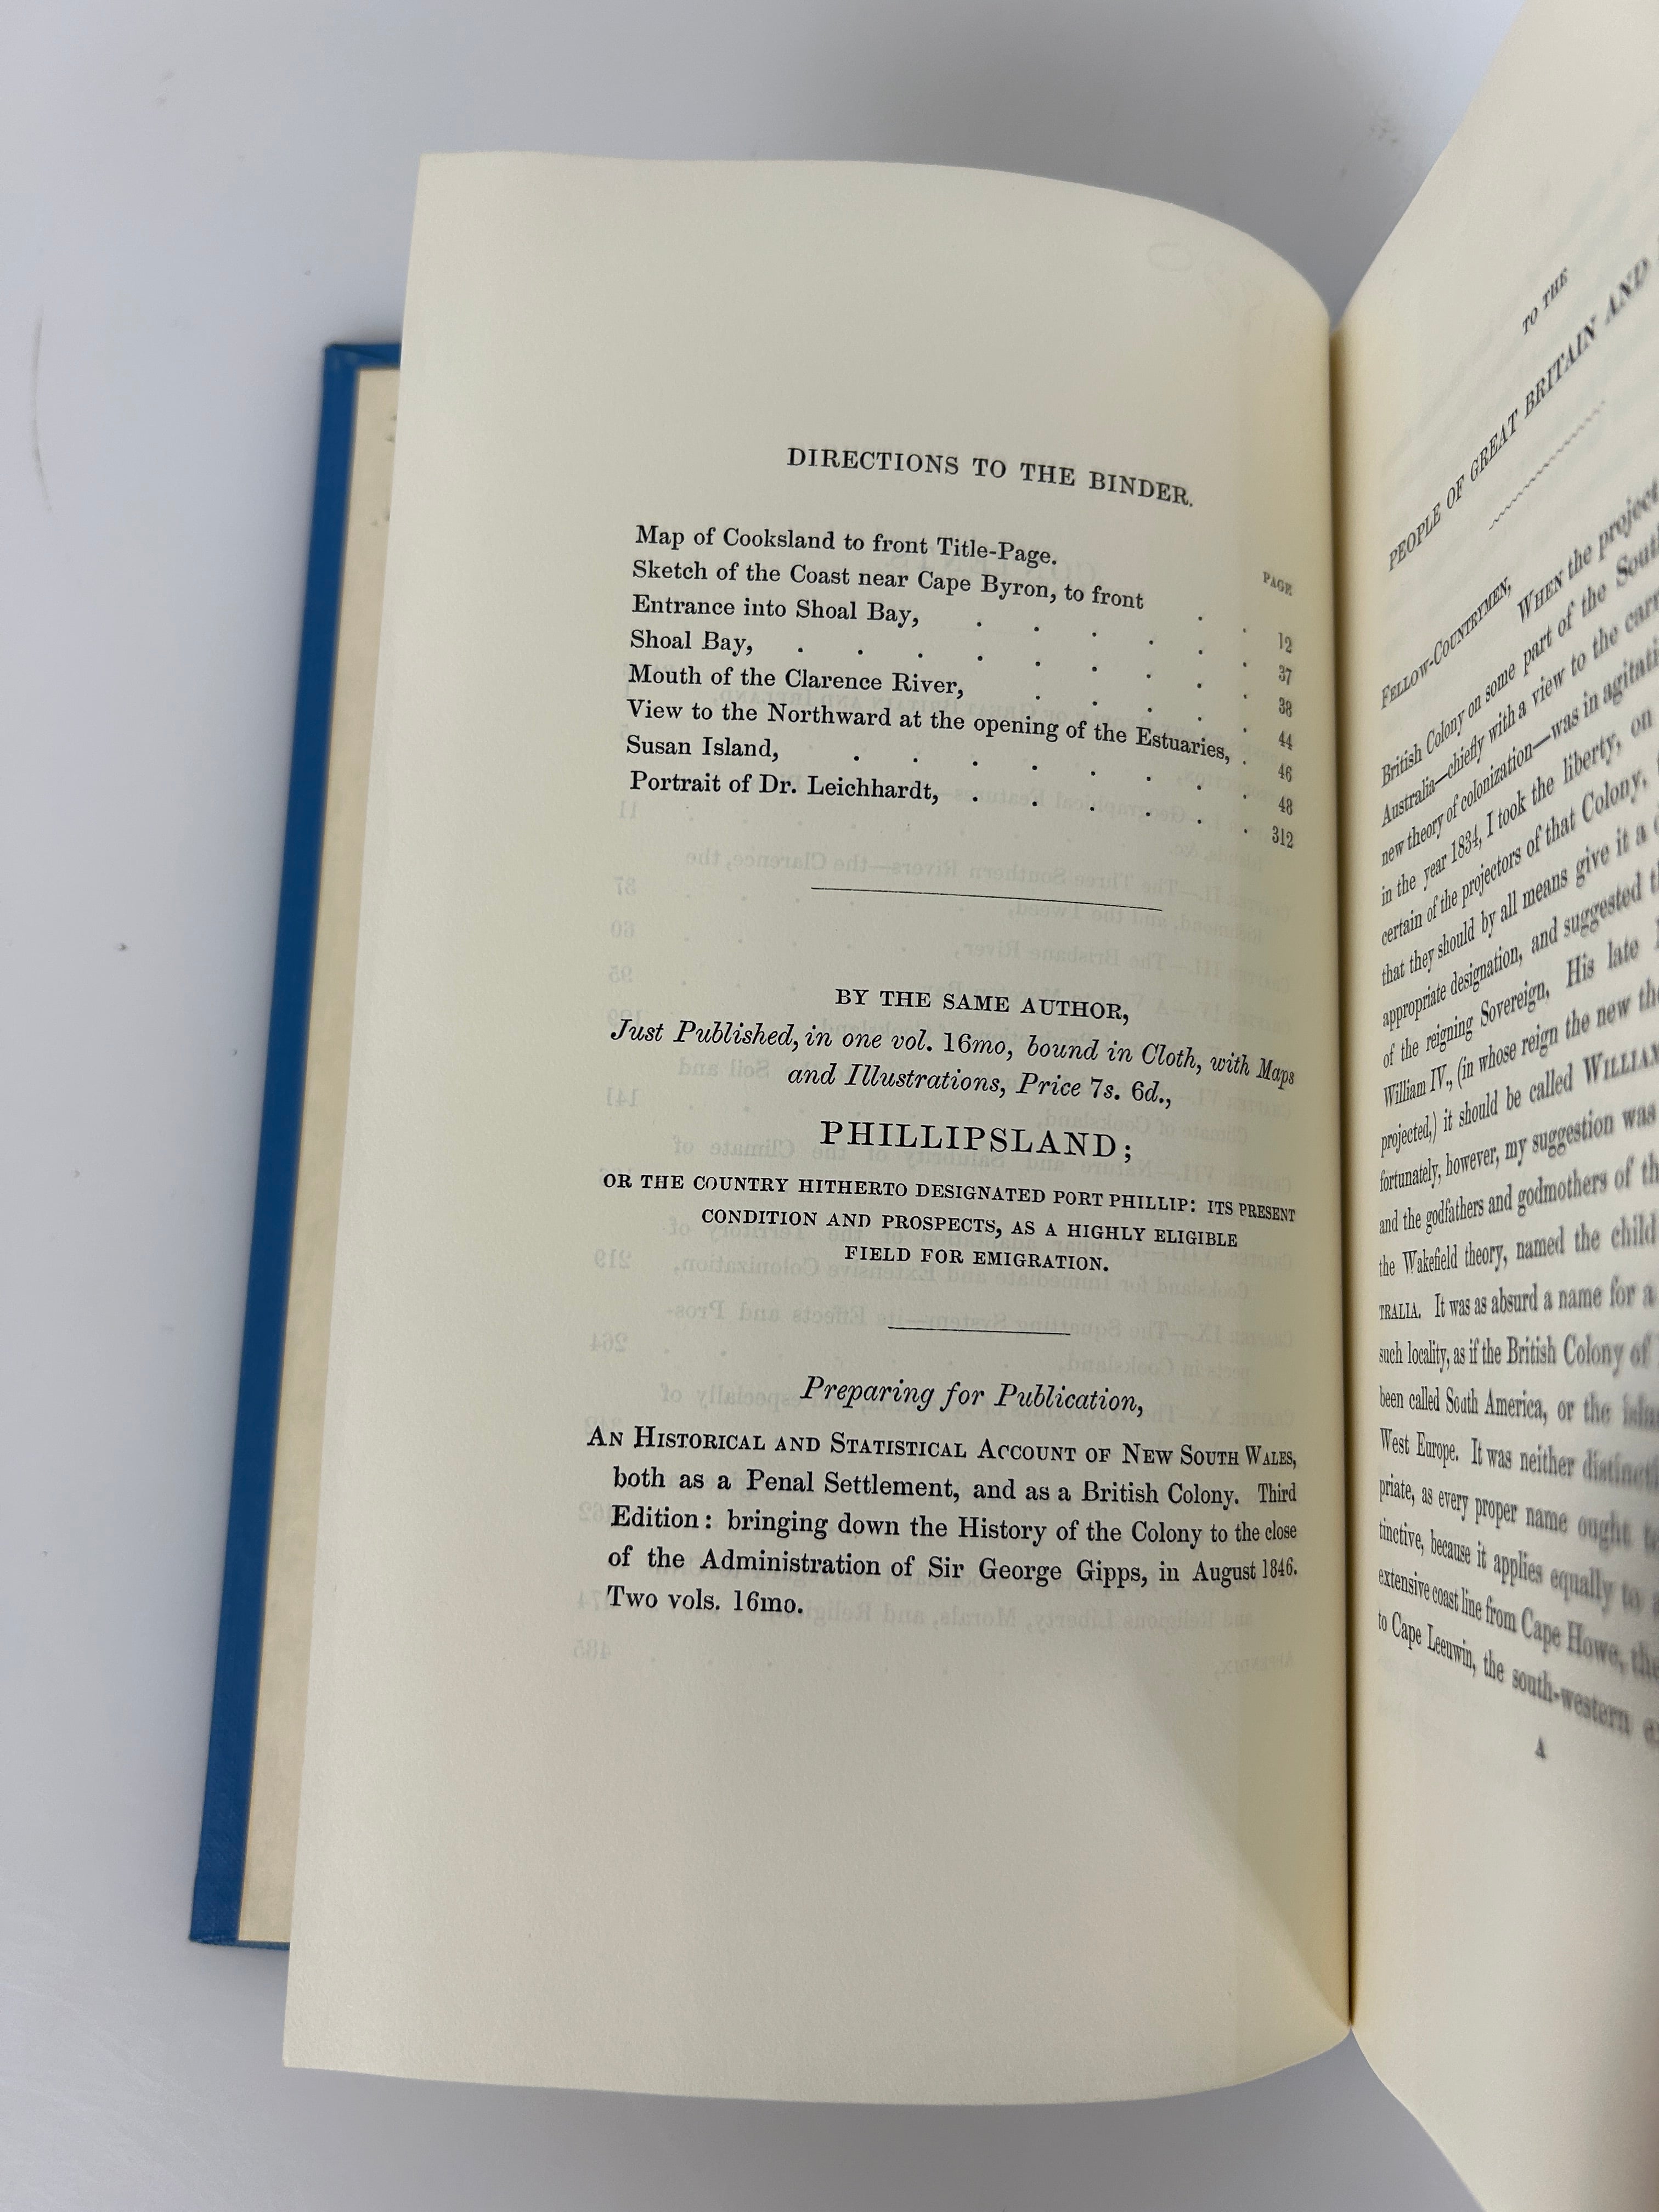 DIRECTIONS TO THE BINDER.
Map of Cooksland to front Title-Page.
PAGE
Sketch of the Coast near Cape Byron, to front . . 12
Entrance into Shoal Bay, . . . . . . 37
Shoal Bay, . . . . . . . . . 38
Mouth of the Clarence River, . . . . . 44
View to the Northward at the opening of the Estuaries, . 46
Susan Island, . . . . . . . . 48
Portrait of Dr. Leichhardt, . . . . . . 312
BY THE SAME AUTHOR,
Just Published, in one vol. 16mo, bound in Cloth, with Maps
and Illustrations, Price 7s. 6d.,
PHILLIPSLAND;
OR THE COUNTRY HITHERTO DESIGNATED PORT PHILLIP: ITS PRESENT
CONDITION AND PROSPECTS, AS A HIGHLY ELIGIBLE
FIELD FOR EMIGRATION.
Preparing for Publication,
AN HISTORICAL AND STATISTICAL ACCOUNT OF NEW SOUTH WALES,
both as a Penal Settlement, and as a British Colony. Third
Edition: bringing down the History of the Colony to the close
of the Administration of Sir George Gipps, in August 1846.
Two vols. 16mo.
TO THE
PEOPLE OF GREAT BRITAIN AND
FELLOW-COUNTRYMEN,
WHEN the project
British Colony on some part of the South
Australia—chiefly with a view to the carr
new theory of colonization—was in agitati
in the year 1834, I took the liberty, on
certain of the projectors of that Colony,
that they should by all means give it a
appropriate designation, and suggested t
of the reigning Sovereign, His late
William IV., (in whose reign the new the
projected,) it should be called WILLIAM
fortunately, however, my suggestion was
and the godfathers and godmothers of th
the Wakefield theory, named the child
TRALIA. It was as absurd a name for a
such locality, as if the British Colony of
been called South America, or the isla
West Europe. It was neither distincti
priate, as every proper name ought t
tinctive, because it applies equally to a
extensive coast line from Cape Howe, the
to Cape Leeuwin, the south-western e
A